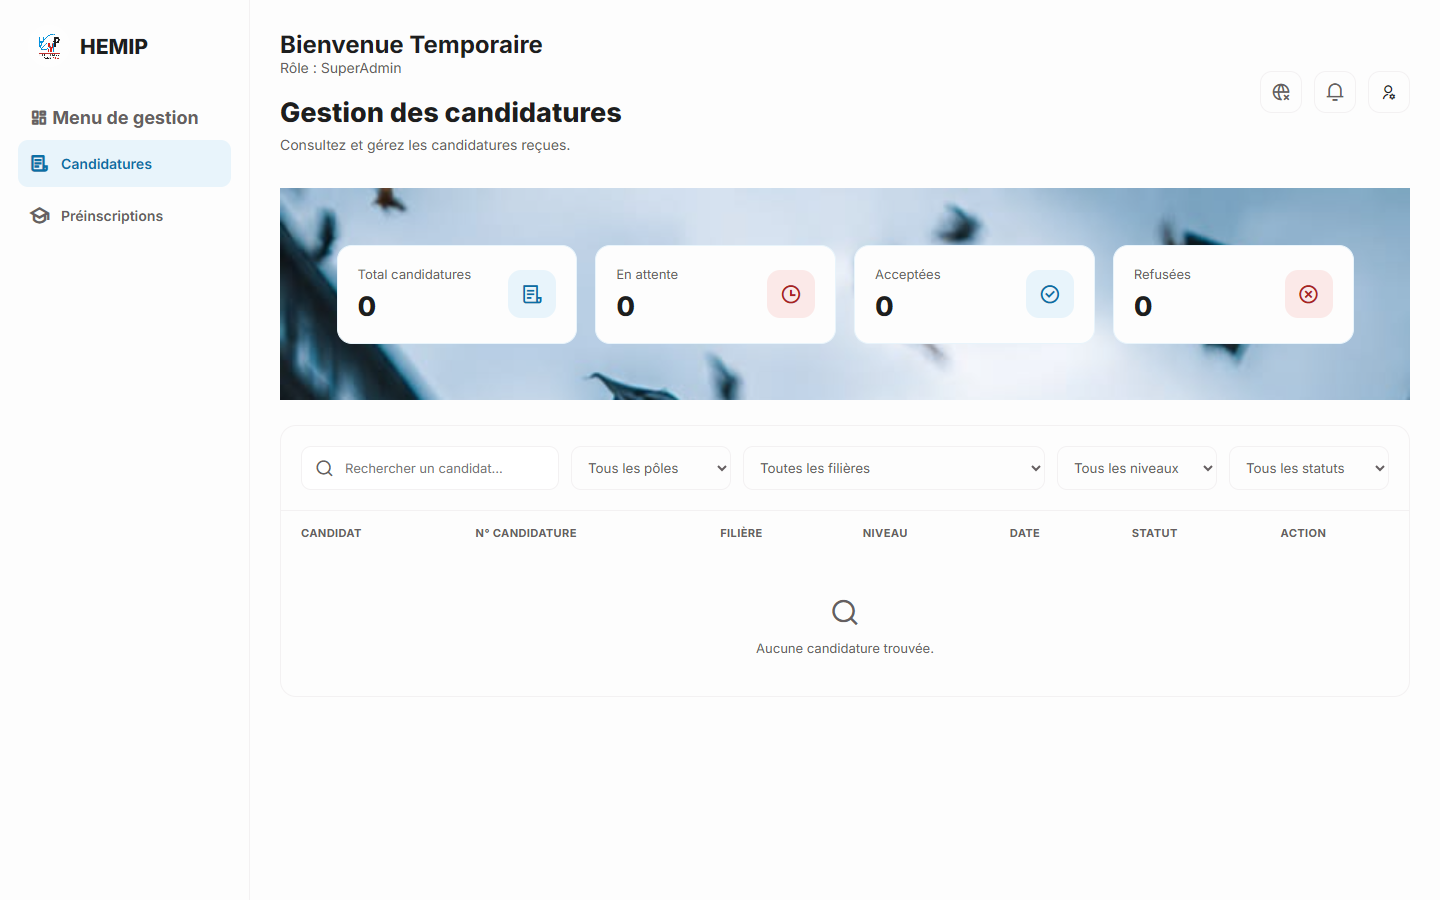 HEMIP
Menu de gestion
Candidatures
Préinscriptions
Bienvenue Temporaire
Rôle : SuperAdmin
Gestion des candidatures
Consultez et gérez les candidatures reçues.
Total candidatures
0
En attente
0
Acceptées
0
Refusées
0
Rechercher un candidat...
Tous les pôles
Toutes les filières
Tous les niveaux
Tous les statuts
CANDIDAT
N° CANDIDATURE
FILIÈRE
NIVEAU
DATE
STATUT
ACTION
Aucune candidature trouvée.